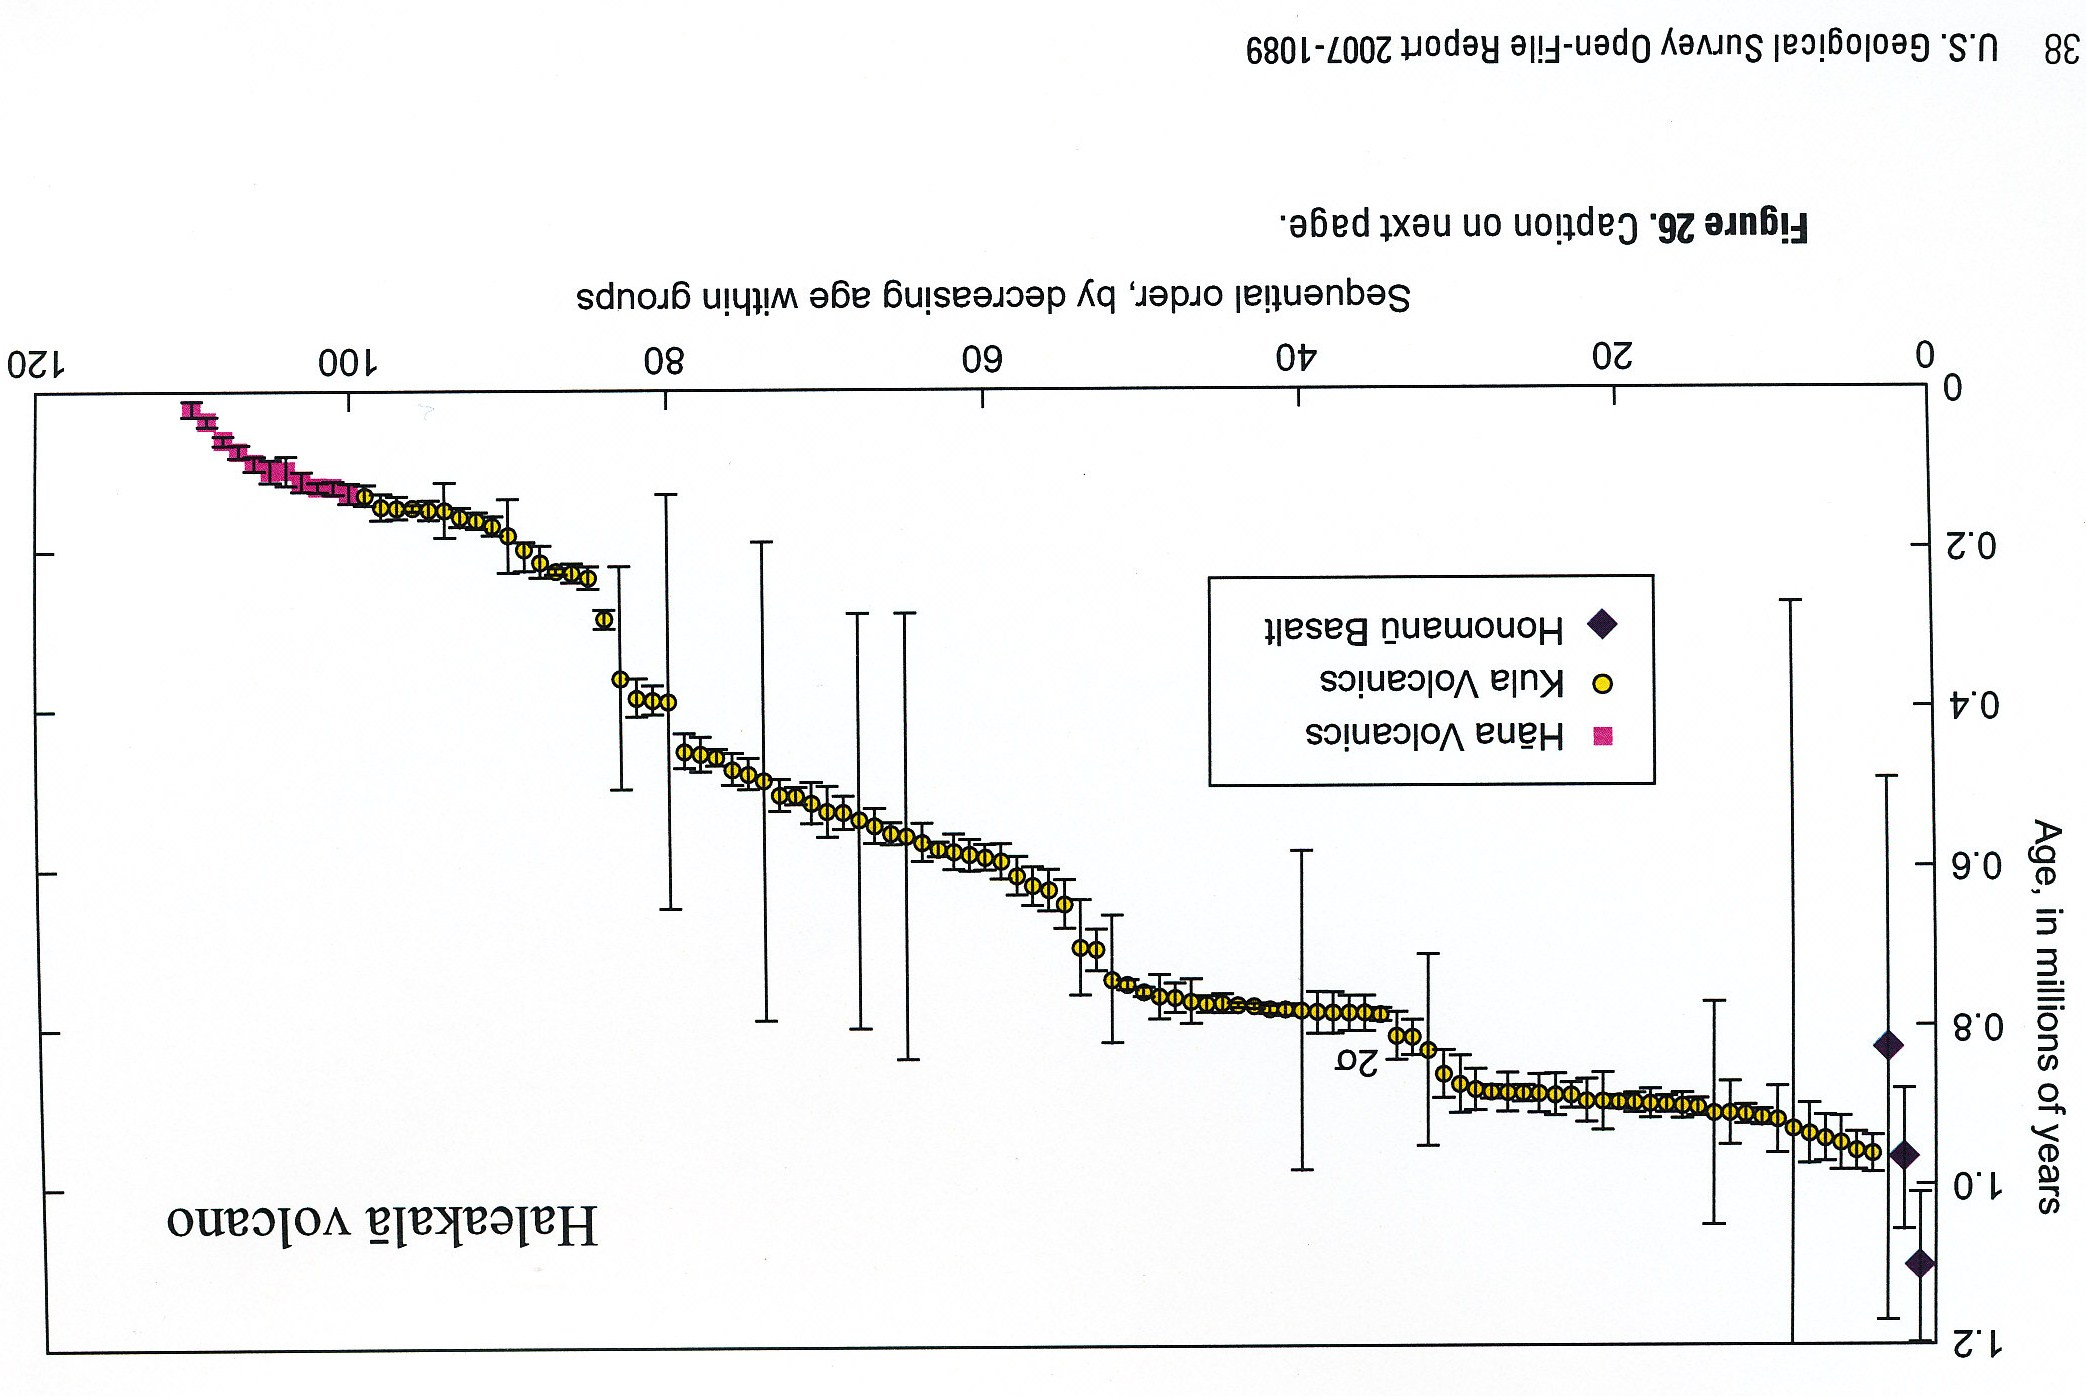 Haleakalā volcano
Age, in millions of years
1.2
1.0
0.8
0.6
0.4
0.2
0
2σ
Hāna Volcanics
Kula Volcanics
Honomanū Basalt
0 20 40 60 80 100 120
Sequential order, by decreasing age within groups
Figure 26. Caption on next page.
38 U.S. Geological Survey Open-File Report 2007-1089